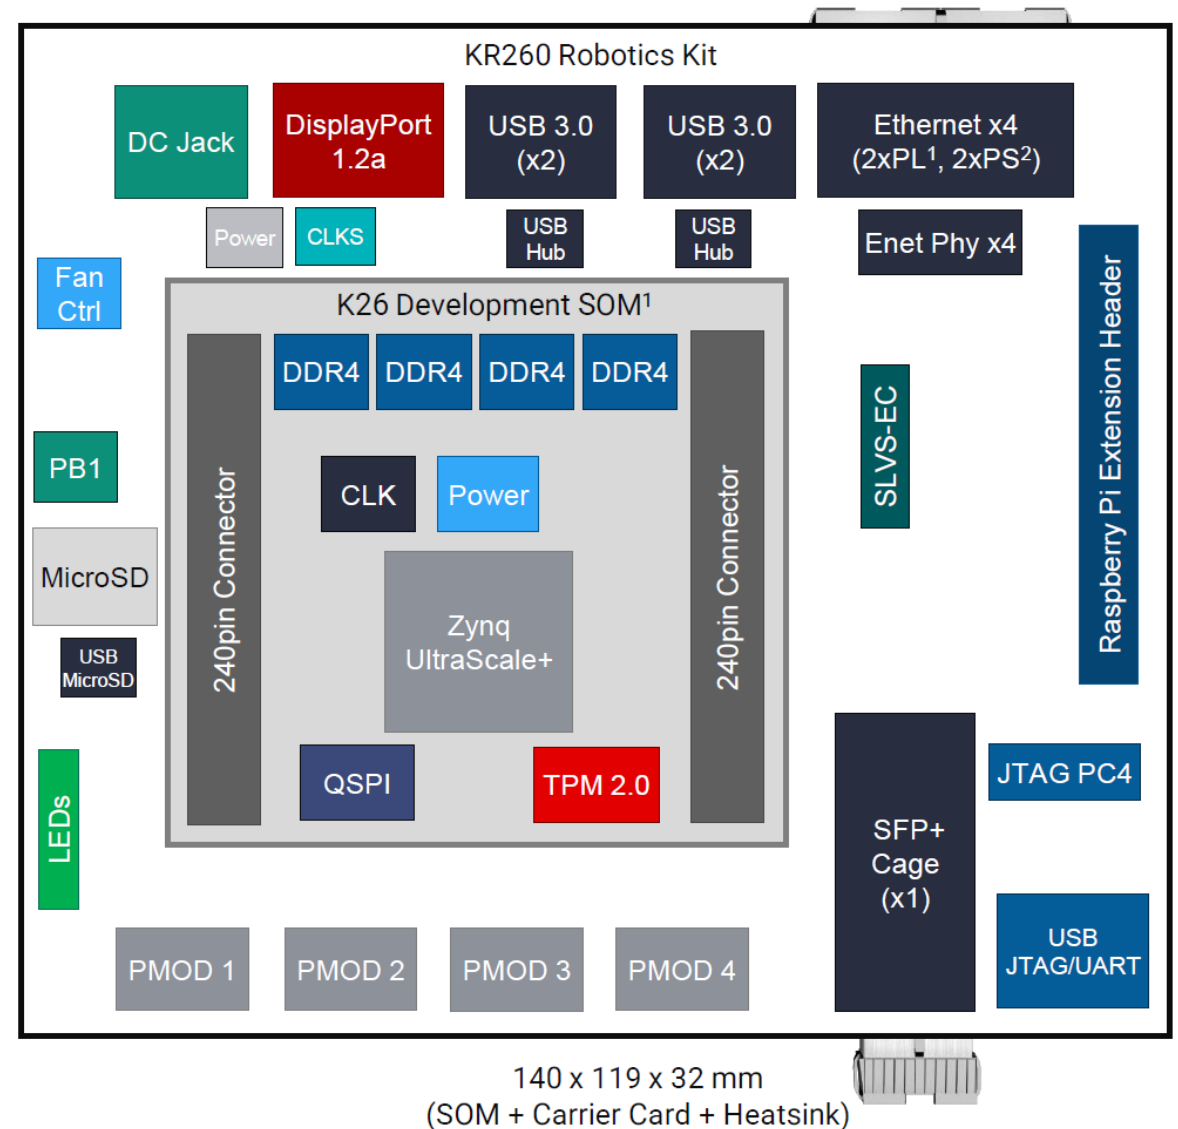 KR260 Robotics Kit
DC Jack
DisplayPort
1.2a
USB 3.0
(x2)
USB 3.0
(x2)
Ethernet x4
(2xPL¹, 2xPS²)
Power
CLKS
USB
Hub
USB
Hub
Enet Phy x4
Fan
Ctrl
K26 Development SOM¹
Raspberry Pi Extension Header
240pin Connector
DDR4
DDR4
DDR4
DDR4
240pin Connector
SLVS-EC
PB1
CLK
Power
MicroSD
Zynq
UltraScale+
USB
MicroSD
QSPI
TPM 2.0
JTAG PC4
LEDs
SFP+
Cage
(x1)
USB
JTAG/UART
PMOD 1
PMOD 2
PMOD 3
PMOD 4
140 x 119 x 32 mm
(SOM + Carrier Card + Heatsink)